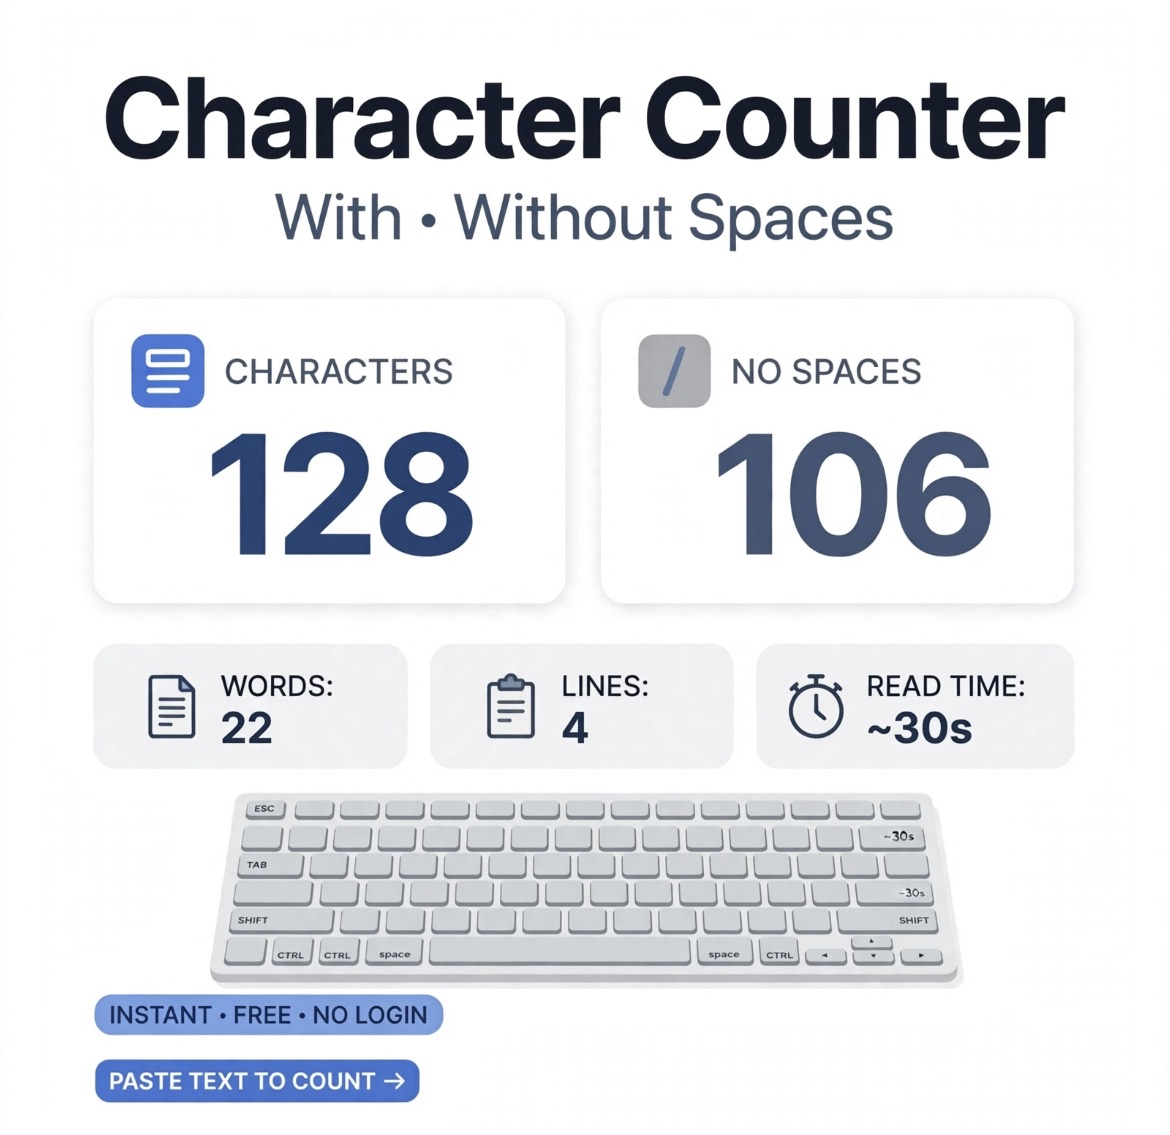 Character Counter
With • Without Spaces
CHARACTERS
128
NO SPACES
106
WORDS:
22
LINES:
4
READ TIME:
~30s
ESC
~30s
TAB
~30s
SHIFT
SHIFT
CTRL CTRL space space CTRL
INSTANT • FREE • NO LOGIN
PASTE TEXT TO COUNT →